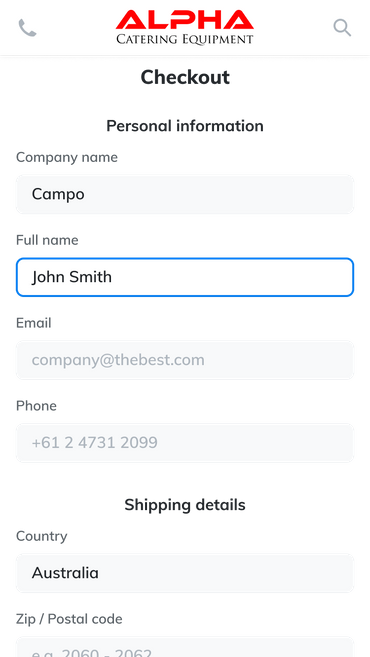 ALPHA
CATERING EQUIPMENT
Checkout
Personal information
Company name
Campo
Full name
John Smith
Email
company@thebest.com
Phone
+61 2 4731 2099
Shipping details
Country
Australia
Zip / Postal code
e.g. 2060 - 2062